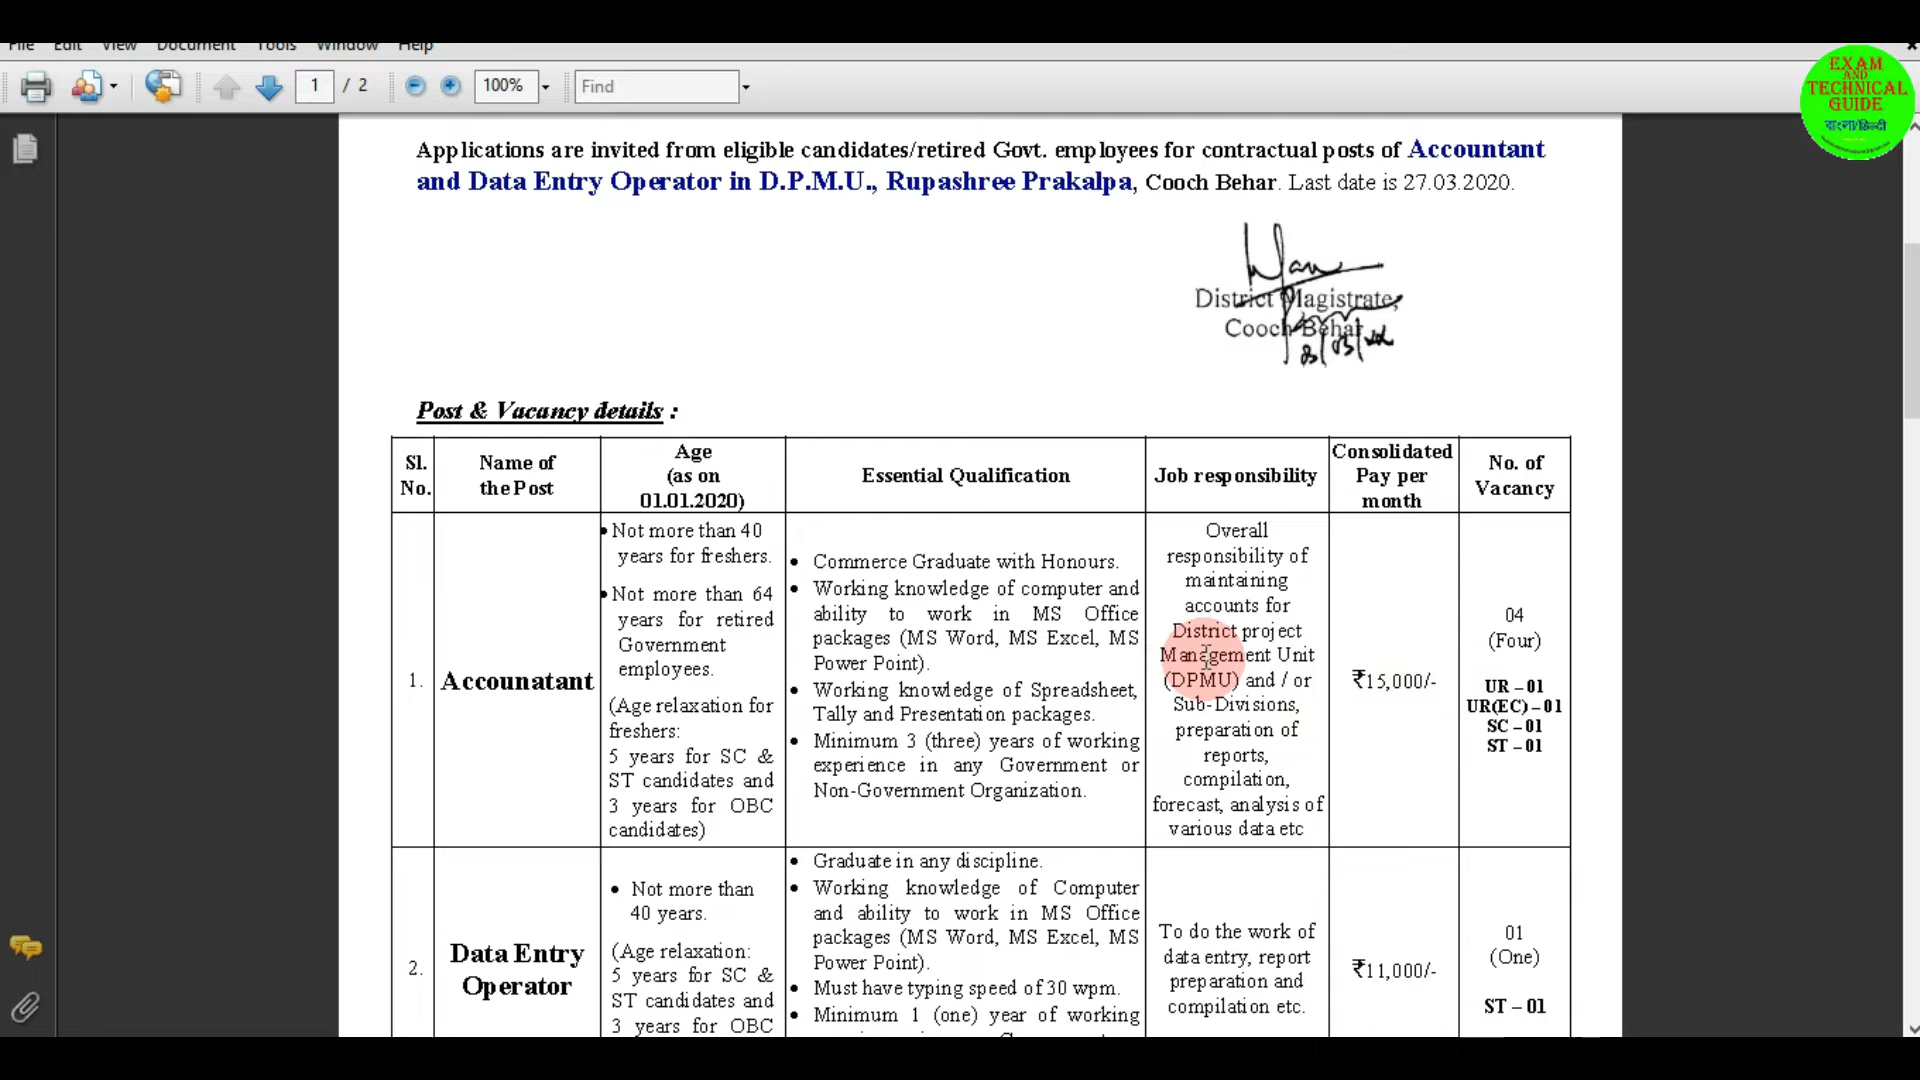 File Edit View Document Tools Window Help
1 / 2 100% Find
EXAM
AND
TECHNICAL
GUIDE
বাংলা/हिन्दी
Applications are invited from eligible candidates/retired Govt. employees for contractual posts of Accountant
and Data Entry Operator in D.P.M.U., Rupashree Prakalpa, Cooch Behar. Last date is 27.03.2020.
District Magistrate,
Cooch Behar
Post & Vacancy details :
Sl.
No.
Name of
the Post
Age
(as on
01.01.2020)
Essential Qualification
Job responsibility
Consolidated
Pay per
month
No. of
Vacancy
1.
Accounatant
• Not more than 40
years for freshers.
• Not more than 64
years for retired
Government
employees.
(Age relaxation for
freshers:
5 years for SC &
ST candidates and
3 years for OBC
candidates)
• Commerce Graduate with Honours.
• Working knowledge of computer and
ability to work in MS Office
packages (MS Word, MS Excel, MS
Power Point).
• Working knowledge of Spreadsheet,
Tally and Presentation packages.
• Minimum 3 (three) years of working
experience in any Government or
Non-Government Organization.
Overall
responsibility of
maintaining
accounts for
District project
Management Unit
(DPMU) and / or
Sub-Divisions,
preparation of
reports,
compilation,
forecast, analysis of
various data etc
₹15,000/-
04
(Four)
UR – 01
UR(EC) – 01
SC – 01
ST – 01
2.
Data Entry
Operator
• Not more than
40 years.
(Age relaxation:
5 years for SC &
ST candidates and
3 years for OBC
• Graduate in any discipline.
• Working knowledge of Computer
and ability to work in MS Office
packages (MS Word, MS Excel, MS
Power Point).
• Must have typing speed of 30 wpm.
• Minimum 1 (one) year of working
To do the work of
data entry, report
preparation and
compilation etc.
₹11,000/-
01
(One)
ST – 01